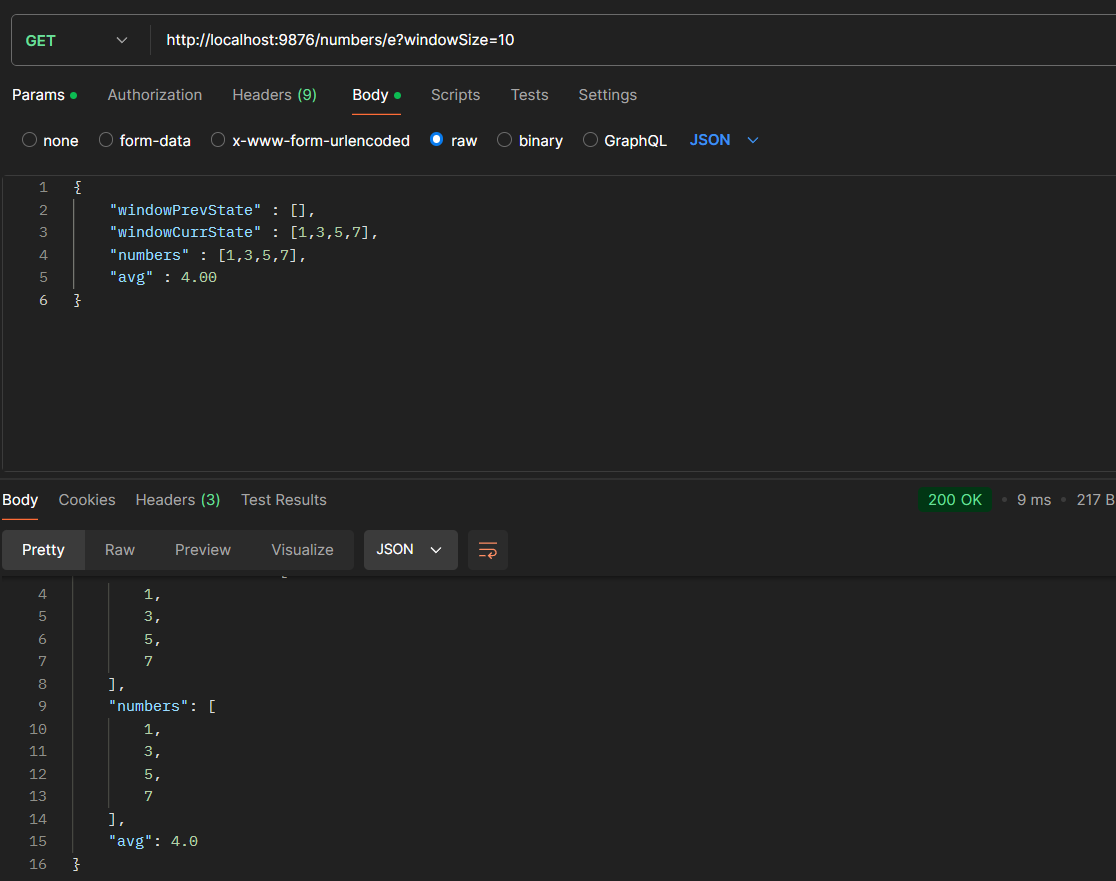 GET http://localhost:9876/numbers/e?windowSize=10
Params Authorization Headers (9) Body Scripts Tests Settings
none form-data x-www-form-urlencoded raw binary GraphQL JSON
1 {
2 "windowPrevState" : [],
3 "windowCurrState" : [1,3,5,7],
4 "numbers" : [1,3,5,7],
5 "avg" : 4.00
6 }
Body Cookies Headers (3) Test Results 200 OK 9 ms 217 B
Pretty Raw Preview Visualize JSON
4 1,
5 3,
6 5,
7 7
8 ],
9 "numbers": [
10 1,
11 3,
12 5,
13 7
14 ],
15 "avg": 4.0
16 }